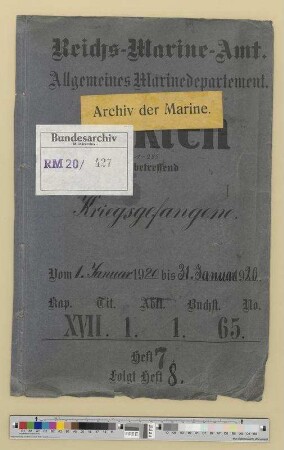 Reichs-Marine-Amt.
Allgemeines Marinedepartement.
Archiv der Marine.
Akten
Bundesarchiv
RM 20/ 427
betreffend
Kriegsgefangene.
Vom 1. Januar 1920 bis 31. Januar 1920
Kap. Tit. Abt. Buchst. No.
XVII. 1. 1. 65.
Heft 7.
Folgt Heft 8.